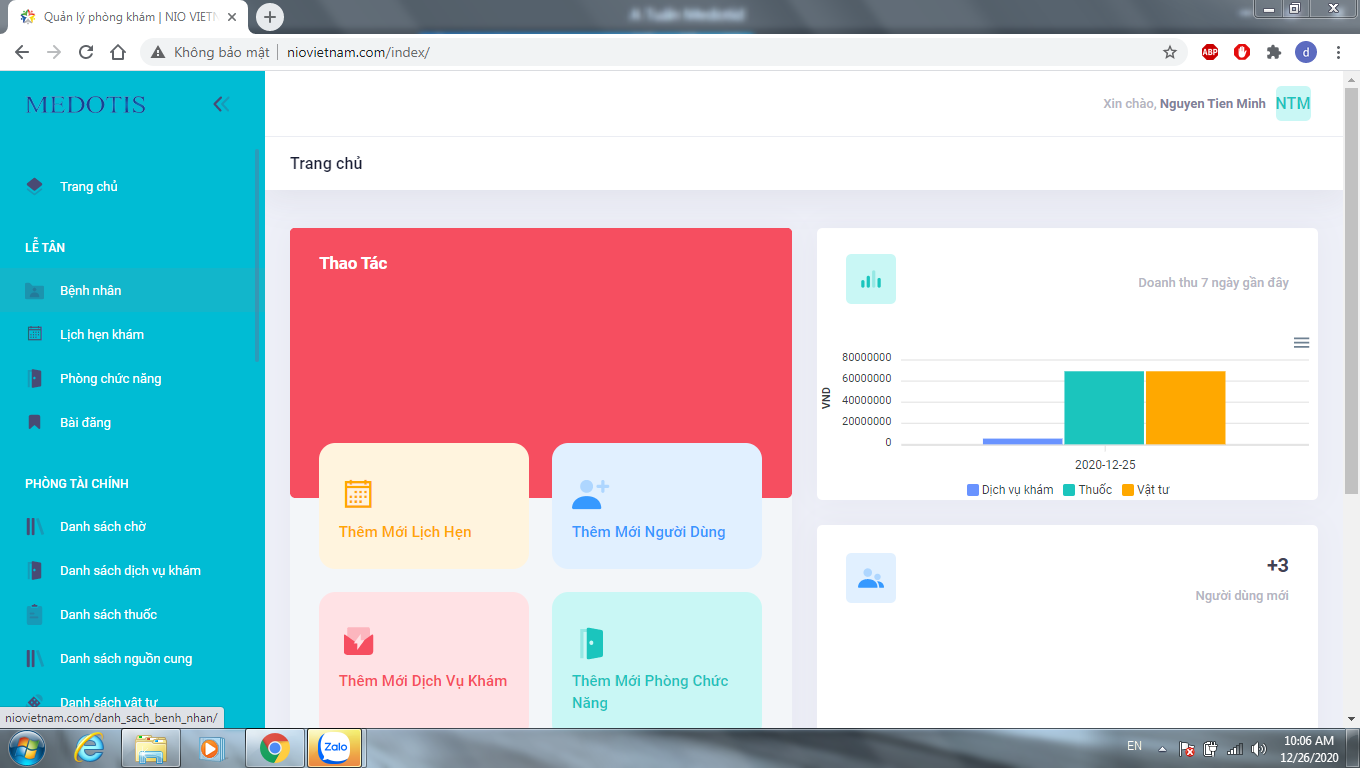 Quản lý phòng khám | NIO VIETN
A Tuấn Medotid
Không bảo mật
niovietnam.com/index/
ABP
d
MEDOTIS
Xin chào, Nguyen Tien Minh
NTM
Trang chủ
Trang chủ
LỄ TÂN
Bệnh nhân
Lịch hẹn khám
Phòng chức năng
Bài đăng
PHÒNG TÀI CHÍNH
Danh sách chờ
Danh sách dịch vụ khám
Danh sách thuốc
Danh sách nguồn cung
Danh sách vật tư
niovietnam.com/danh_sach_benh_nhan/
Thao Tác
Thêm Mới Lịch Hẹn
Thêm Mới Người Dùng
Thêm Mới Dịch Vụ Khám
Thêm Mới Phòng Chức
Năng
Doanh thu 7 ngày gần đây
80000000
60000000
40000000
20000000
0
VND
2020-12-25
Dịch vụ khám
Thuốc
Vật tư
+3
Người dùng mới
Zalo
EN
10:06 AM
12/26/2020